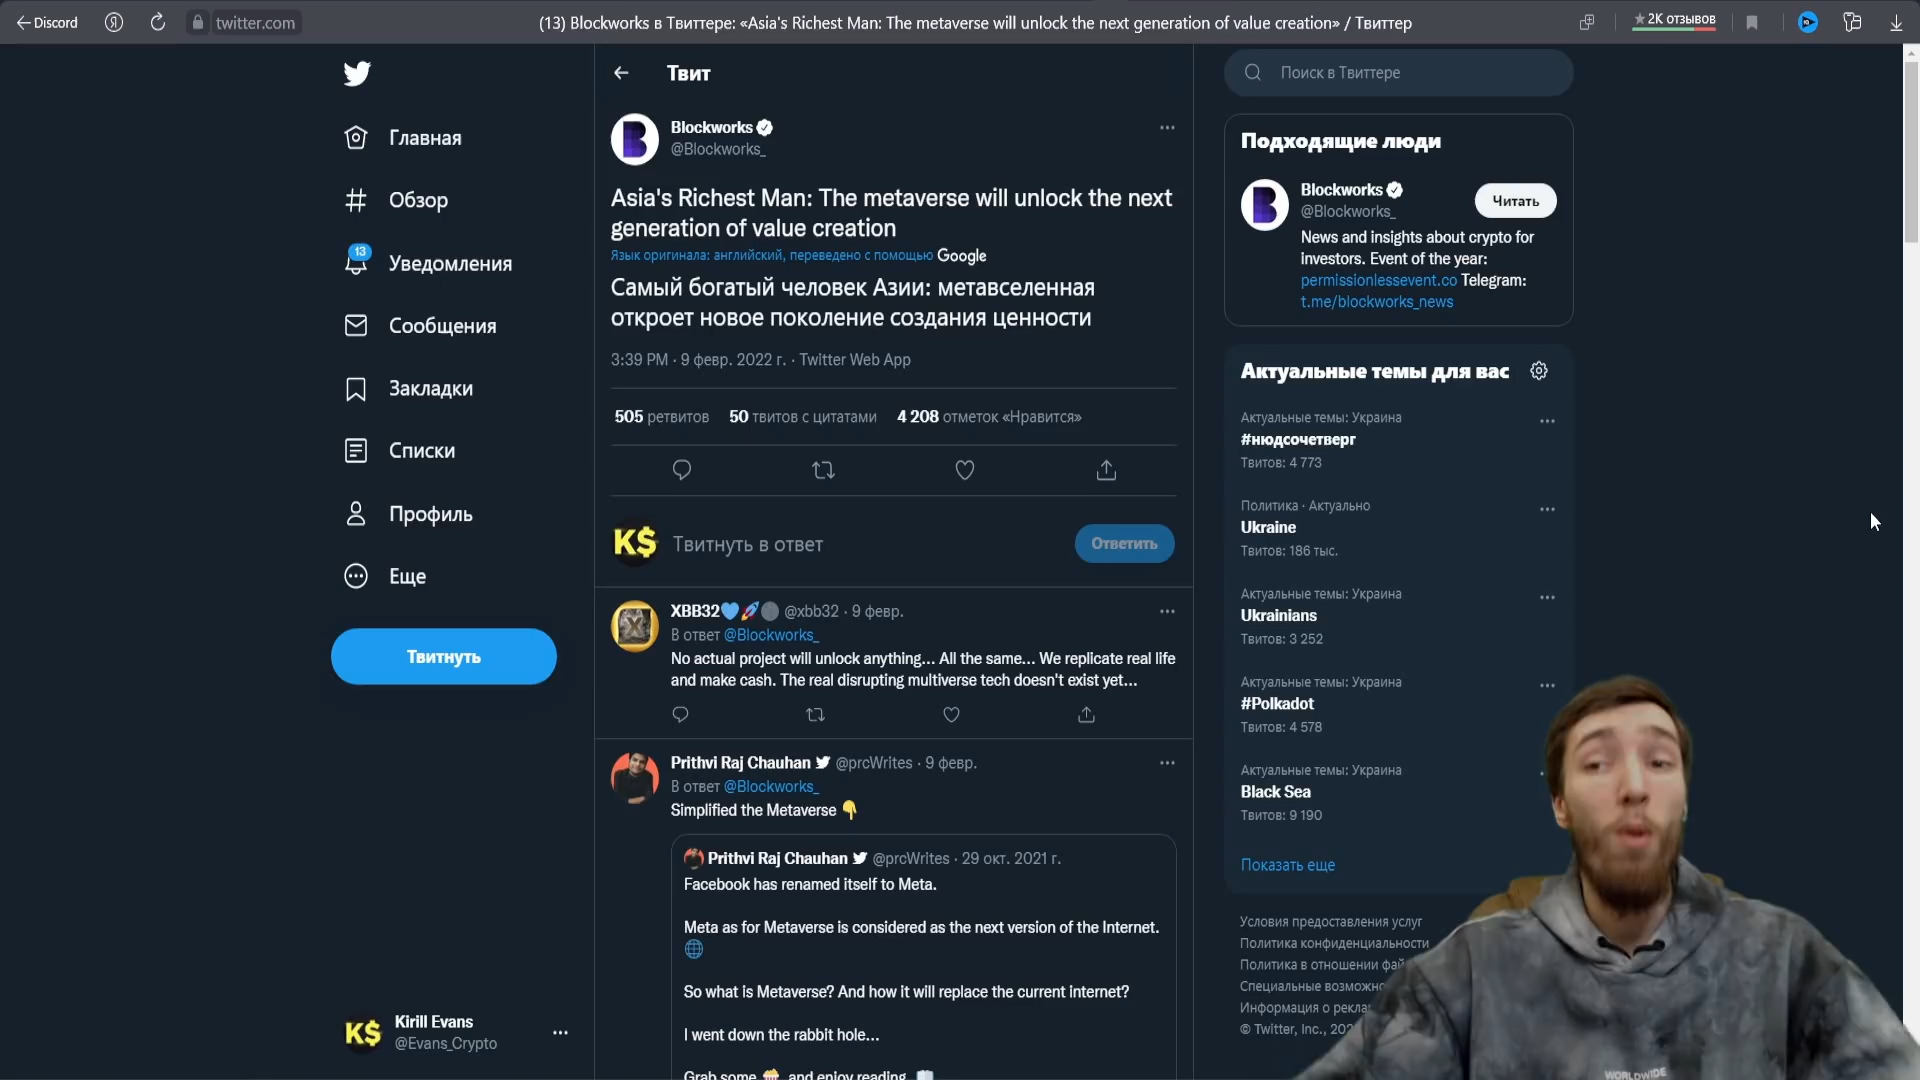 Discord
twitter.com
(13) Blockworks в Твиттере: «Asia's Richest Man: The metaverse will unlock the next generation of value creation» / Твиттер
2K отзывов
Главная
Обзор
13
Уведомления
Сообщения
Закладки
Списки
Профиль
Еще
Твитнуть
K$
Kirill Evans
@Evans_Crypto
Твит
Blockworks
@Blockworks_
Asia's Richest Man: The metaverse will unlock the next
generation of value creation
Язык оригинала: английский, переведено с помощью Google
Самый богатый человек Азии: метавселенная
откроет новое поколение создания ценности
3:39 PM · 9 февр. 2022 г. · Twitter Web App
505 ретвитов 50 твитов с цитатами 4 208 отметок «Нравится»
K$
Твитнуть в ответ
Ответить
XBB32 @xbb32 · 9 февр.
В ответ @Blockworks_
No actual project will unlock anything... All the same... We replicate real life
and make cash. The real disrupting multiverse tech doesn't exist yet...
Prithvi Raj Chauhan @prcWrites · 9 февр.
В ответ @Blockworks_
Simplified the Metaverse
Prithvi Raj Chauhan @prcWrites · 29 окт. 2021 г.
Facebook has renamed itself to Meta.
Meta as for Metaverse is considered as the next version of the Internet.
So what is Metaverse? And how it will replace the current internet?
I went down the rabbit hole...
Grab some and enjoy reading.
Поиск в Твиттере
Подходящие люди
Blockworks
@Blockworks_
Читать
News and insights about crypto for
investors. Event of the year:
permissionlessevent.co Telegram:
t.me/blockworks_news
Актуальные темы для вас
Актуальные темы: Украина
#нюдсочетверг
Твитов: 4 773
Политика · Актуально
Ukraine
Твитов: 186 тыс.
Актуальные темы: Украина
Ukrainians
Твитов: 3 252
Актуальные темы: Украина
#Polkadot
Твитов: 4 578
Актуальные темы: Украина
Black Sea
Твитов: 9 190
Показать еще
Условия предоставления услуг
Политика конфиденциальности
Политика в отношении
Специальные
Информация о
© Twitter, Inc.,
WORLDWIDE